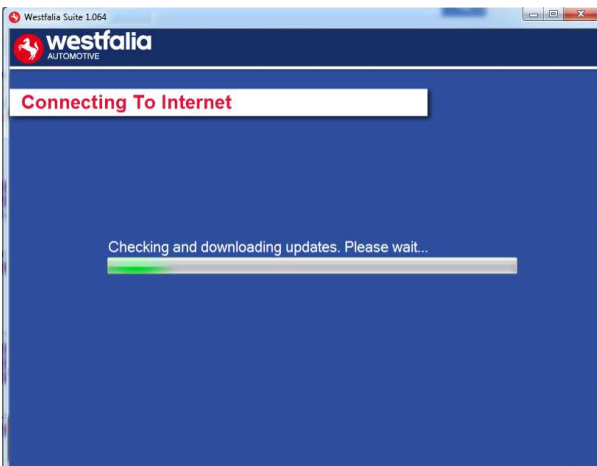 Westfalia Suite 1.064
westfalia
AUTOMOTIVE
Connecting To Internet
Checking and downloading updates. Please wait...